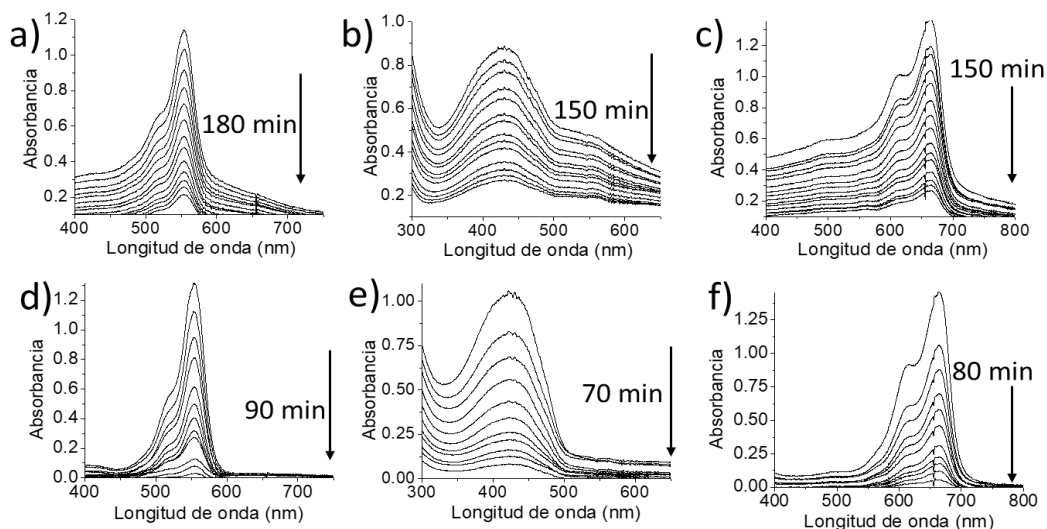 a)
1.2
1.0
0.8
0.6
0.4
0.2
Absorbancia
180 min
400 500 600 700
Longitud de onda (nm)
b)
1.0
0.8
0.6
0.4
0.2
Absorbancia
150 min
300 400 500 600
Longitud de onda (nm)
c)
1.2
1.0
0.8
0.6
0.4
0.2
Absorbancia
150 min
400 500 600 700 800
Longitud de onda (nm)
d)
1.2
1.0
0.8
0.6
0.4
0.2
0.0
Absorbancia
90 min
400 500 600 700
Longitud de onda (nm)
e)
1.00
0.75
0.50
0.25
0.00
Absorbancia
70 min
300 400 500 600
Longitud de onda (nm)
f)
1.25
1.00
0.75
0.50
0.25
0.00
Absorbancia
80 min
400 500 600 700 800
Longitud de onda (nm)